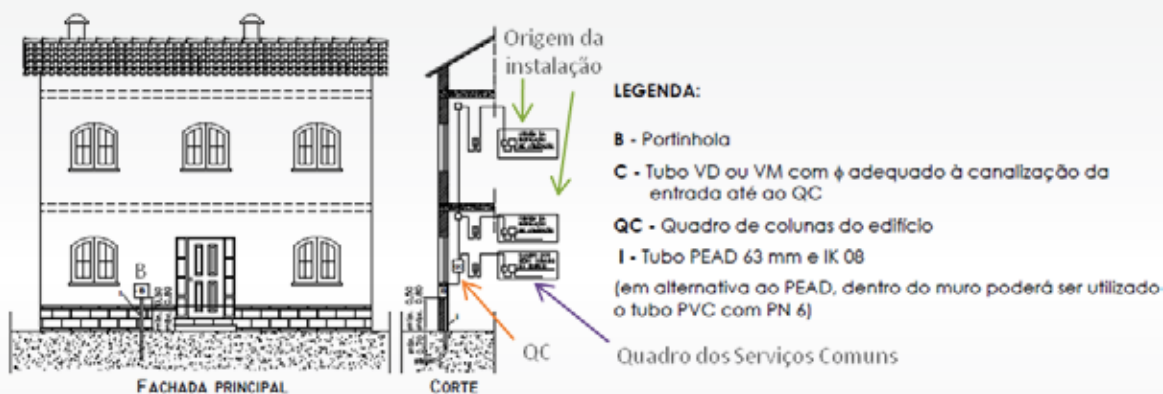 Origem da
instalação
LEGENDA:
B - Portinhola
C - Tubo VD ou VM com ϕ adequado à canalização da
entrada até ao QC
QC - Quadro de colunas do edifício
I - Tubo PEAD 63 mm e IK 08
(em alternativa ao PEAD, dentro do muro poderá ser utilizado
o tubo PVC com PN 6)
B
QC
Quadro dos Serviços Comuns
FACHADA PRINCIPAL
CORTE